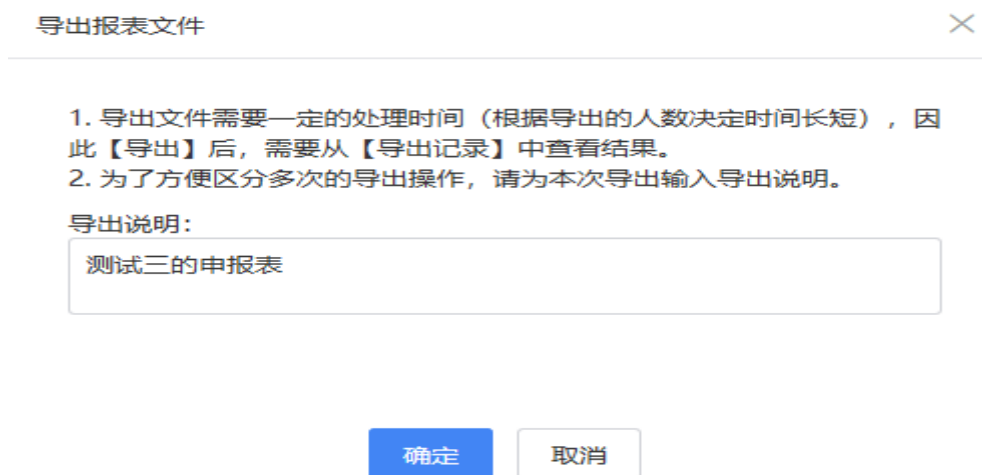 导出报表文件
1. 导出文件需要一定的处理时间（根据导出的人数决定时间长短），因
此【导出】后，需要从【导出记录】中查看结果。
2. 为了方便区分多次的导出操作，请为本次导出输入导出说明。
导出说明：
测试三的申报表
确定 取消